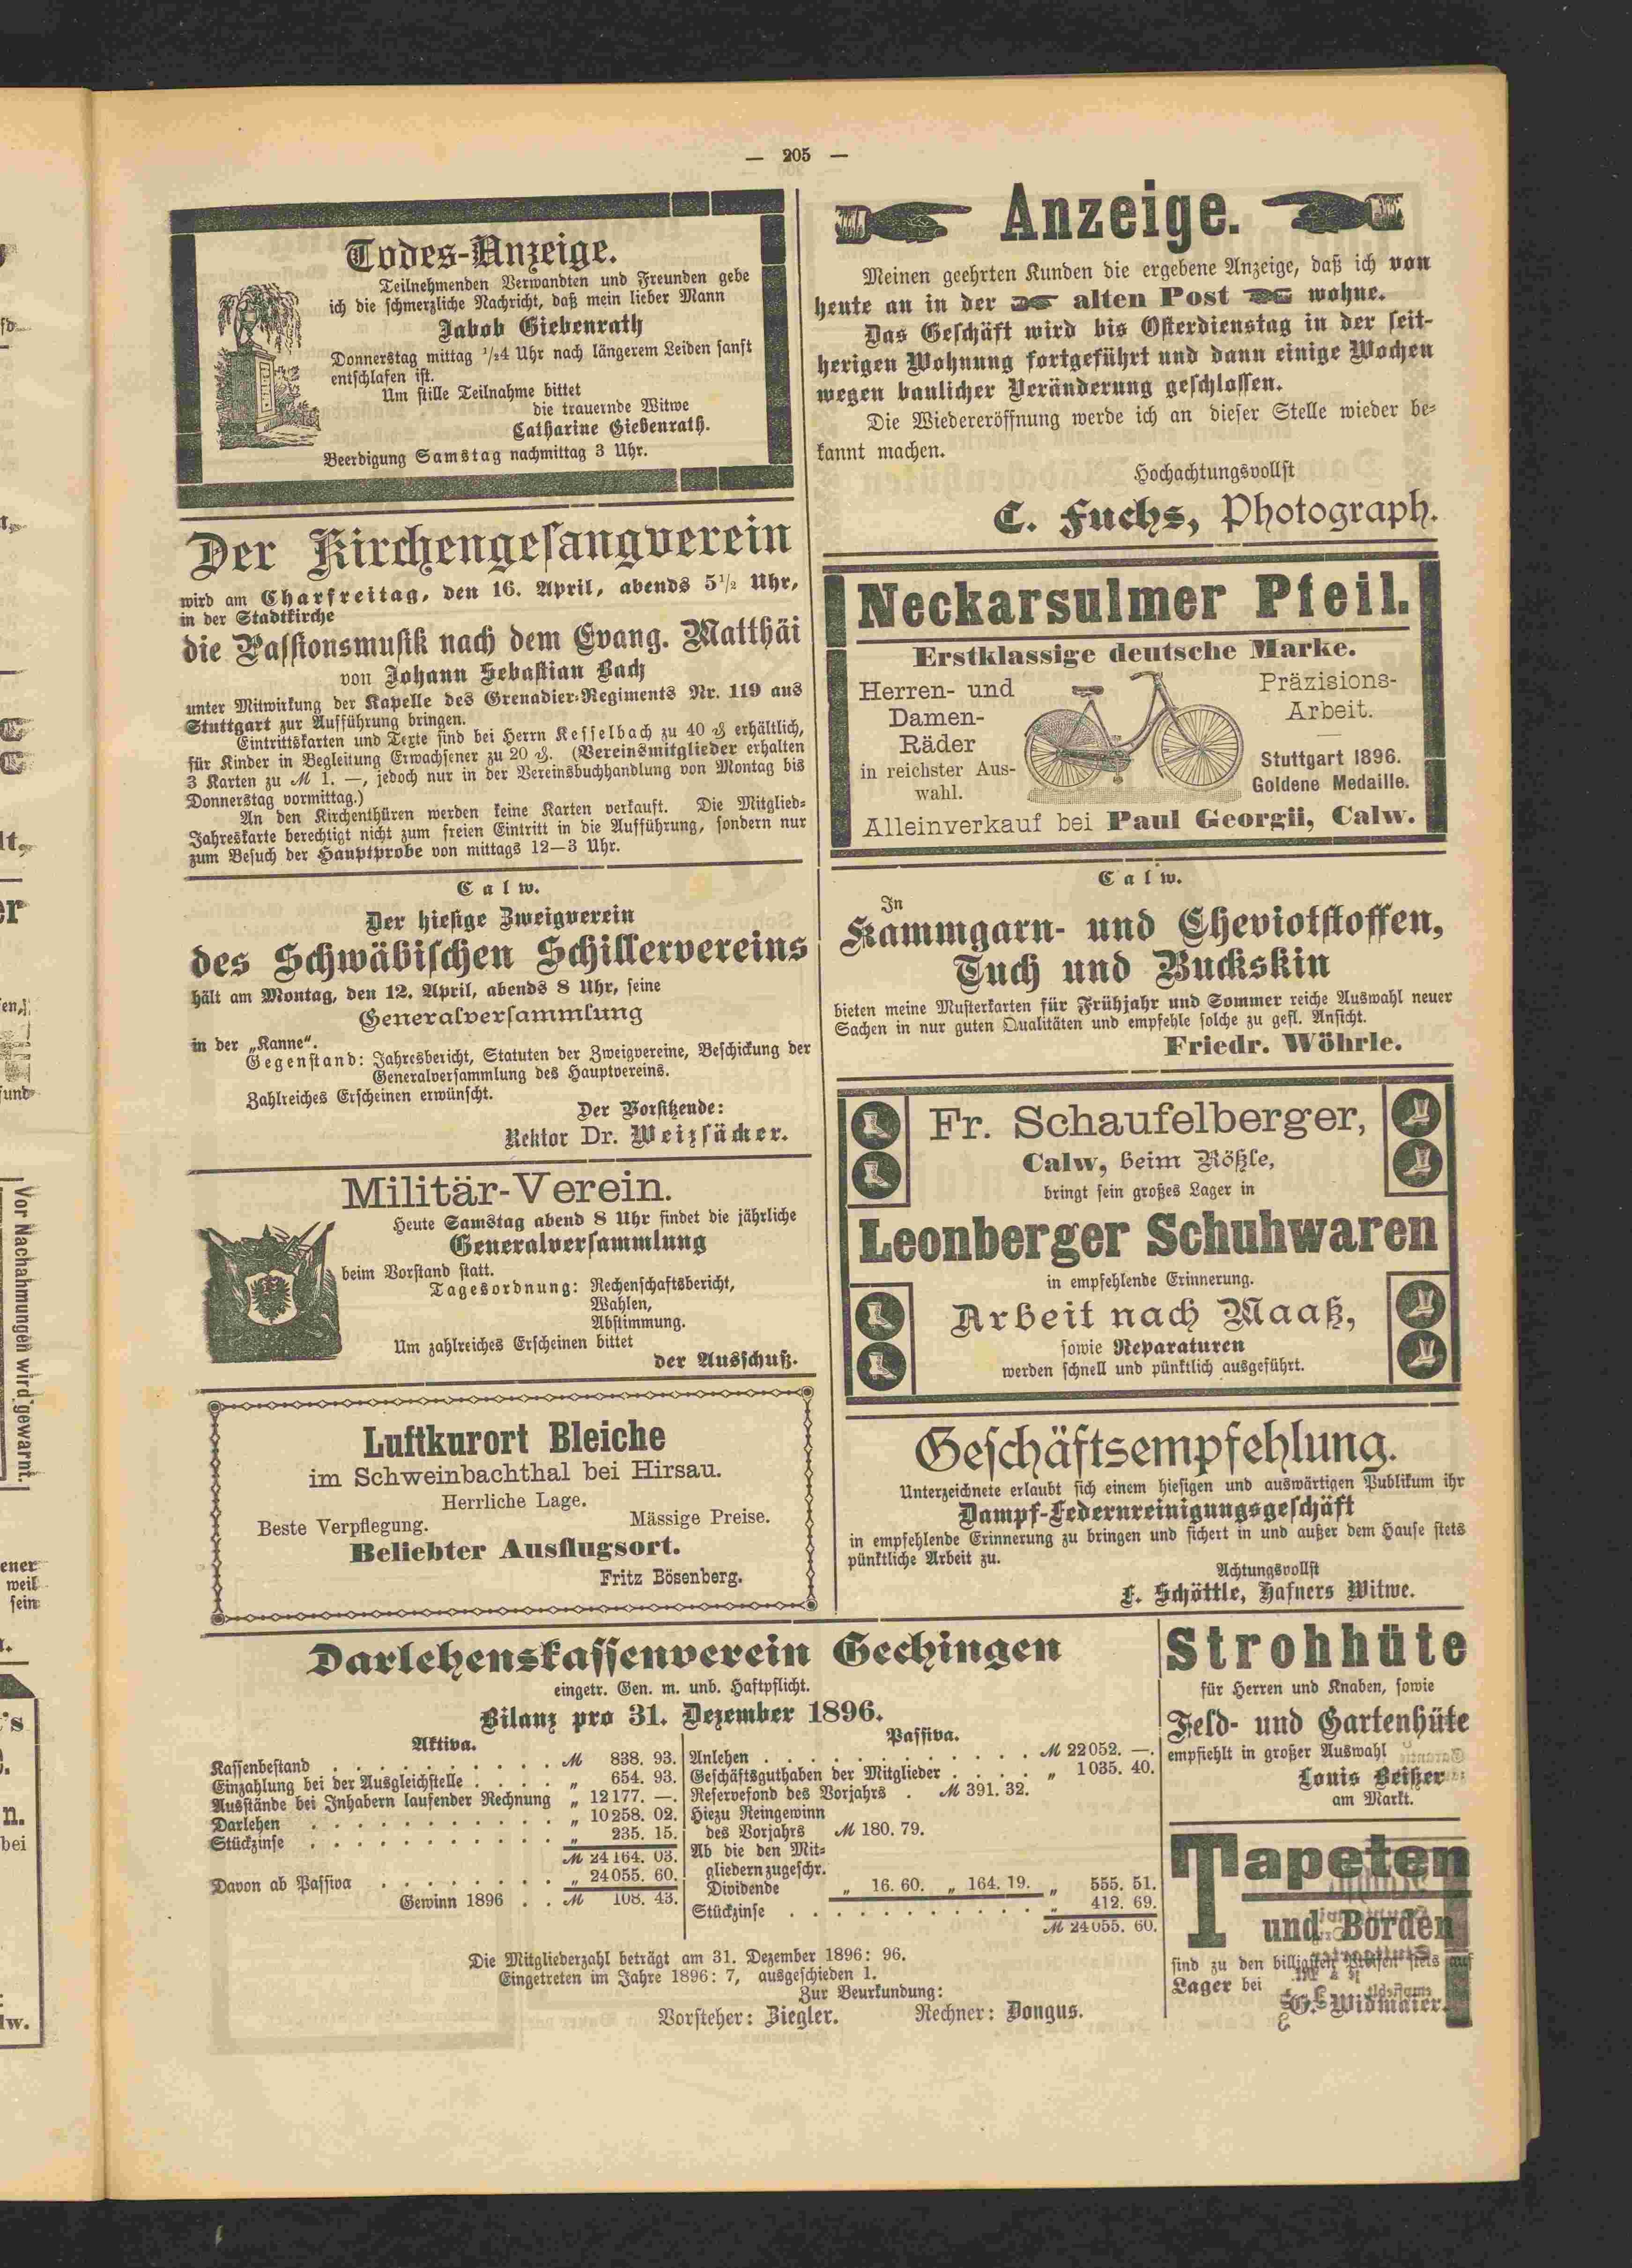 — 205 —
Todes-Anzeige.
Teilnehmenden Verwandten und Freunden gebe
ich die schmerzliche Nachricht, daß mein lieber Mann
Jakob Giebenrath
Donnerstag mittag ½4 Uhr nach längerem Leiden sanft
entschlafen ist.
Um stille Teilnahme bittet
die trauernde Witwe
Catharine Giebenrath.
Beerdigung Samstag nachmittag 3 Uhr.
Der Kirchengesangverein
wird am Charfreitag, den 16. April, abends 5½ Uhr,
in der Stadtkirche
die Passionsmusik nach dem Evang. Matthäi
von Johann Sebastian Bach
unter Mitwirkung der Kapelle des Grenadier-Regiments Nr. 119 aus
Stuttgart zur Aufführung bringen.
Eintrittskarten und Texte sind bei Herrn Kesselbach zu 40 ₰ erhältlich,
für Kinder in Begleitung Erwachsener zu 20 ₰. (Vereinsmitglieder erhalten
3 Karten zu M 1. —, jedoch nur in der Vereinsbuchhandlung von Montag bis
Donnerstag vormittag.)
An den Kirchenthüren werden keine Karten verkauft. Die Mitglied-
Jahreskarte berechtigt nicht zum freien Eintritt in die Aufführung, sondern nur
zum Besuch der Hauptprobe von mittags 12—3 Uhr.
Calw.
Der hiesige Zweigverein
des Schwäbischen Schillervereins
hält am Montag, den 12. April, abends 8 Uhr, seine
Generalversammlung
in der „Kanne".
Gegenstand: Jahresbericht, Statuten der Zweigvereine, Beschickung der
Generalversammlung des Hauptvereins.
Zahlreiches Erscheinen erwünscht.
Der Vorsitzende:
Rektor Dr. Weizsäcker.
Militär-Verein.
Heute Samstag abend 8 Uhr findet die jährliche
Generalversammlung
beim Vorstand statt.
Tagesordnung: Rechenschaftsbericht,
Wahlen,
Abstimmung.
Um zahlreiches Erscheinen bittet
der Ausschuß.
Luftkurort Bleiche
im Schweinbachthal bei Hirsau.
Herrliche Lage.
Beste Verpflegung. Mässige Preise.
Beliebter Ausflugsort.
Fritz Bösenberg.
Anzeige.
Meinen geehrten Kunden die ergebene Anzeige, daß ich von
heute an in der alten Post wohne.
Das Geschäft wird bis Osterdienstag in der seit-
herigen Wohnung fortgeführt und dann einige Wochen
wegen baulicher Veränderung geschlossen.
Die Wiedereröffnung werde ich an dieser Stelle wieder be-
kannt machen.
Hochachtungsvollst
C. Fuchs, Photograph.
Neckarsulmer Pfeil.
Erstklassige deutsche Marke.
Herren- und
Damen-
Räder
in reichster Aus-
wahl.
Präzisions-
Arbeit.
Stuttgart 1896.
Goldene Medaille.
Alleinverkauf bei Paul Georgii, Calw.
Calw.
In
Kammgarn- und Cheviotstoffen,
Tuch und Buckskin
bieten meine Musterkarten für Frühjahr und Sommer reiche Auswahl neuer
Sachen in nur guten Qualitäten und empfehle solche zu gefl. Ansicht.
Friedr. Wöhrle.
Fr. Schaufelberger,
Calw, beim Rößle,
bringt sein großes Lager in
Leonberger Schuhwaren
in empfehlende Erinnerung.
Arbeit nach Maaß,
sowie Reparaturen
werden schnell und pünktlich ausgeführt.
Geschäftsempfehlung.
Unterzeichnete erlaubt sich einem hiesigen und auswärtigen Publikum ihr
Dampf-Federnreinigungsgeschäft
in empfehlende Erinnerung zu bringen und sichert in und außer dem Hause stets
pünktliche Arbeit zu.
Achtungsvollst
F. Schöttle, Hafners Witwe.
Darlehenskassenverein Gechingen
eingetr. Gen. m. unb. Haftpflicht.
Bilanz pro 31. Dezember 1896.
Aktiva.
Kassenbestand . . . . . . . . . . M 838. 93.
Einzahlung bei der Ausgleichstelle . . . . „ 654. 93.
Ausstände bei Inhabern laufender Rechnung „ 12177. —.
Darlehen . . . . . . . . . . . „ 10258. 02.
Stückzinse . . . . . . . . . . . „ 235. 15.
M 24164. 03.
Davon ab Passiva . . . . . . . . „ 24055. 60.
Gewinn 1896 . . M 108. 43.
Passiva.
Anlehen . . . . . . . . . . . . . M 22052. —.
Geschäftsguthaben der Mitglieder . . . . „ 1035. 40.
Reservefond des Vorjahrs . M 391. 32.
Hiezu Reingewinn
des Vorjahrs M 180. 79.
Ab die den Mit-
gliedern zugeschr.
Dividende „ 16. 60. „ 164. 19. „ 555. 51.
Stückzinse . . . . . . . . . . . „ 412. 69.
M 24055. 60.
Die Mitgliederzahl beträgt am 31. Dezember 1896: 96.
Eingetreten im Jahre 1896: 7, ausgeschieden 1.
Zur Beurkundung:
Vorsteher: Ziegler. Rechner: Dongus.
Strohhüte
für Herren und Knaben, sowie
Feld- und Gartenhüte
empfiehlt in großer Auswahl
Louis Beißer
am Markt.
Tapeten
und Borden
sind zu den billigsten Preisen stets auf
Lager bei
G. Widmaier.
Vor Nachahmungen wird gewarnt.
ener
weil
sein
bei